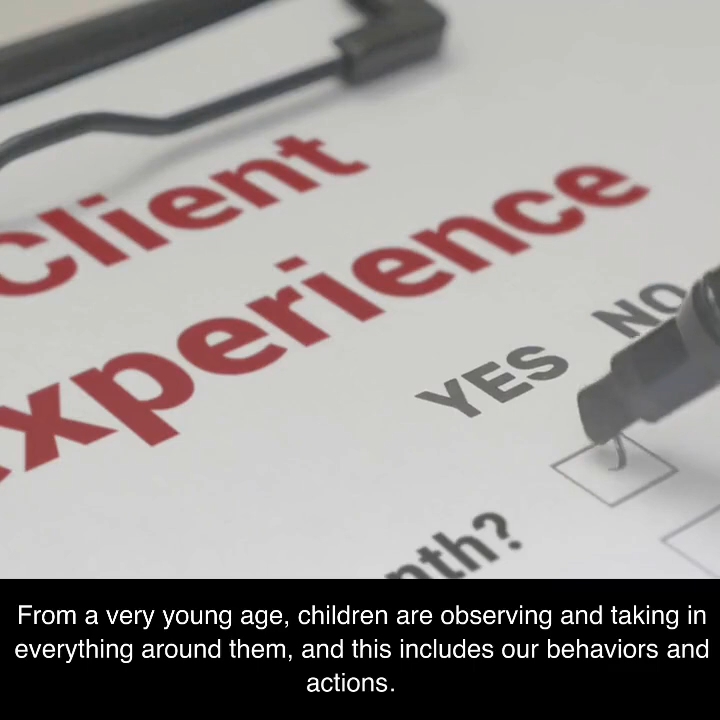 Client
xperience
YES NO
nth?
From a very young age, children are observing and taking in
everything around them, and this includes our behaviors and
actions.